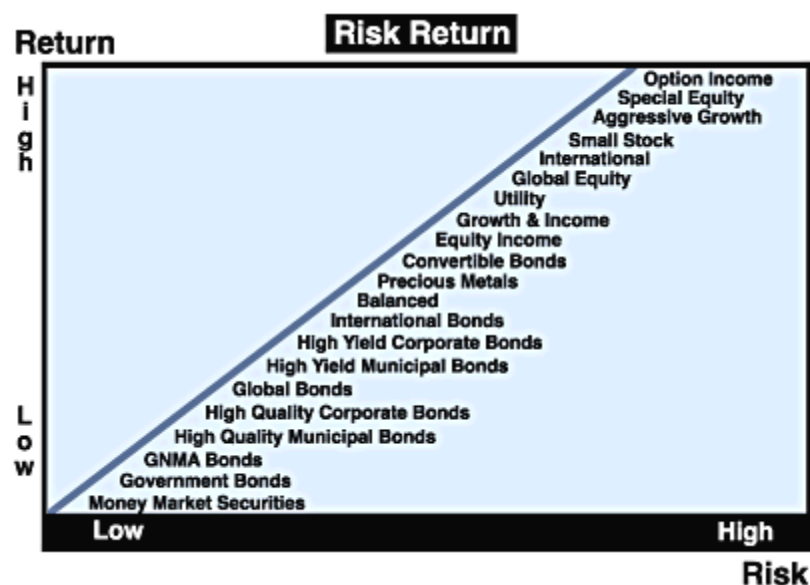 Risk Return
Return
High
Option Income
Special Equity
Aggressive Growth
Small Stock
International
Global Equity
Utility
Growth & Income
Equity Income
Convertible Bonds
Precious Metals
Balanced
International Bonds
High Yield Corporate Bonds
High Yield Municipal Bonds
Global Bonds
High Quality Corporate Bonds
High Quality Municipal Bonds
GNMA Bonds
Government Bonds
Money Market Securities
Low
Low
High
Risk